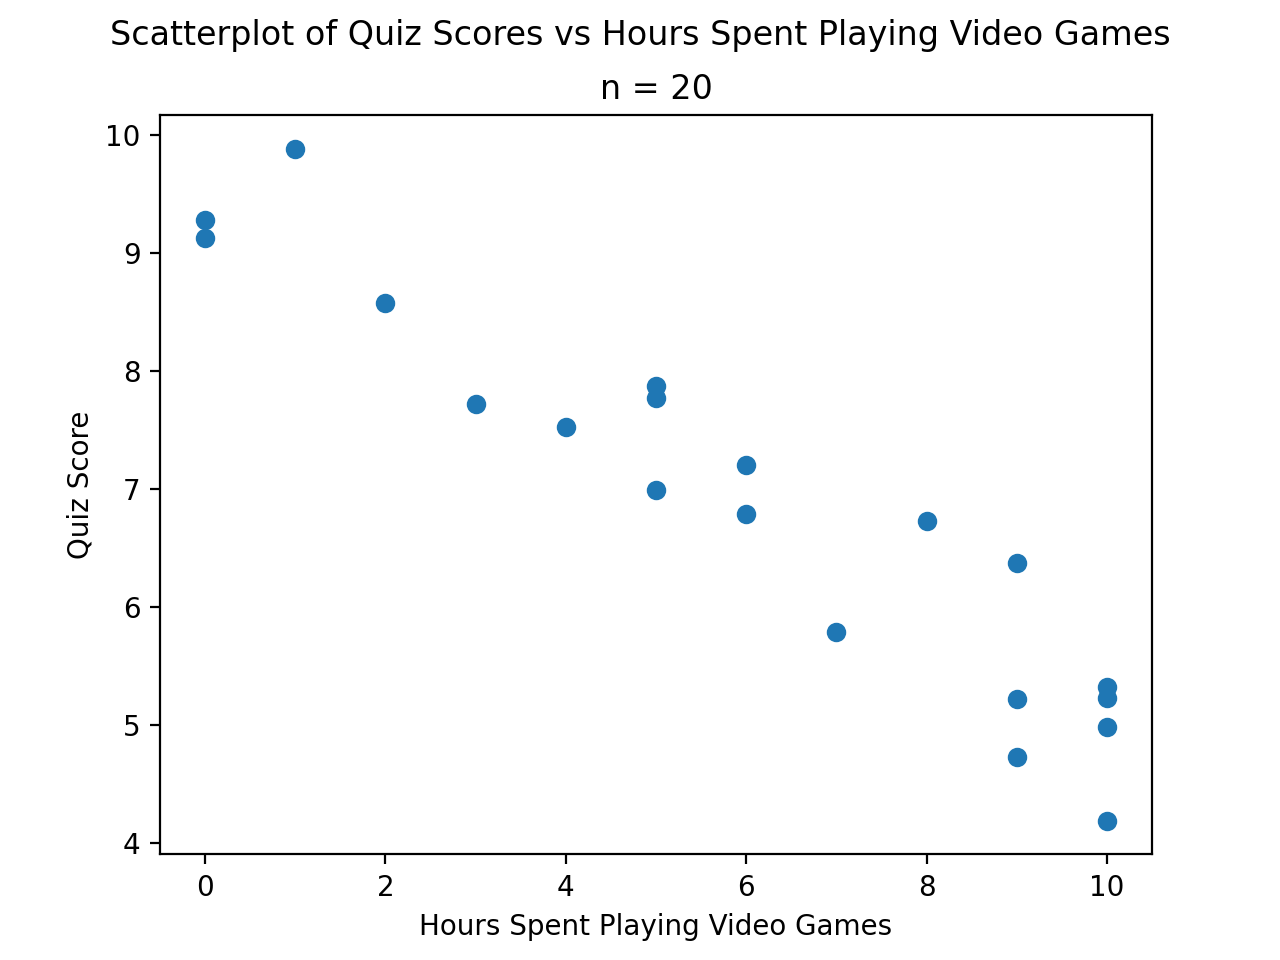 Scatterplot of Quiz Scores vs Hours Spent Playing Video Games
n = 20
10
9
8
7
6
5
4
Quiz Score
0 2 4 6 8 10
Hours Spent Playing Video Games